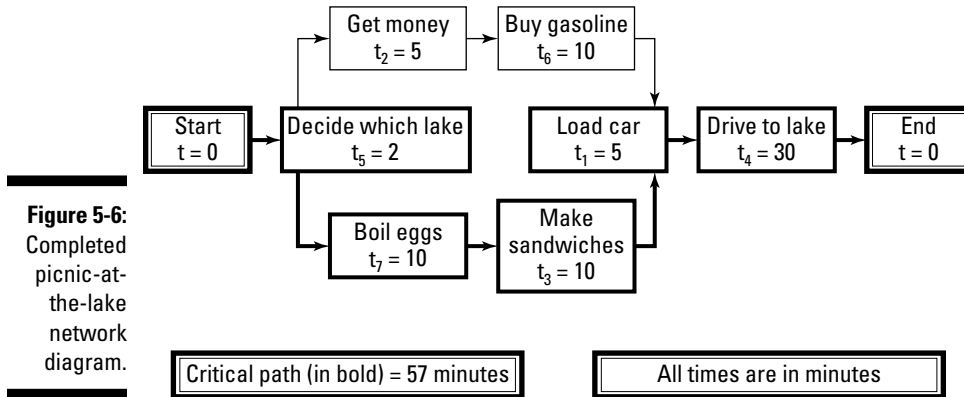 Get money
t₂ = 5
Buy gasoline
t₆ = 10
Start
t = 0
Decide which lake
t₅ = 2
Load car
t₁ = 5
Drive to lake
t₄ = 30
End
t = 0
Boil eggs
t₇ = 10
Make
sandwiches
t₃ = 10
Figure 5-6:
Completed
picnic-at-
the-lake
network
diagram.
Critical path (in bold) = 57 minutes
All times are in minutes